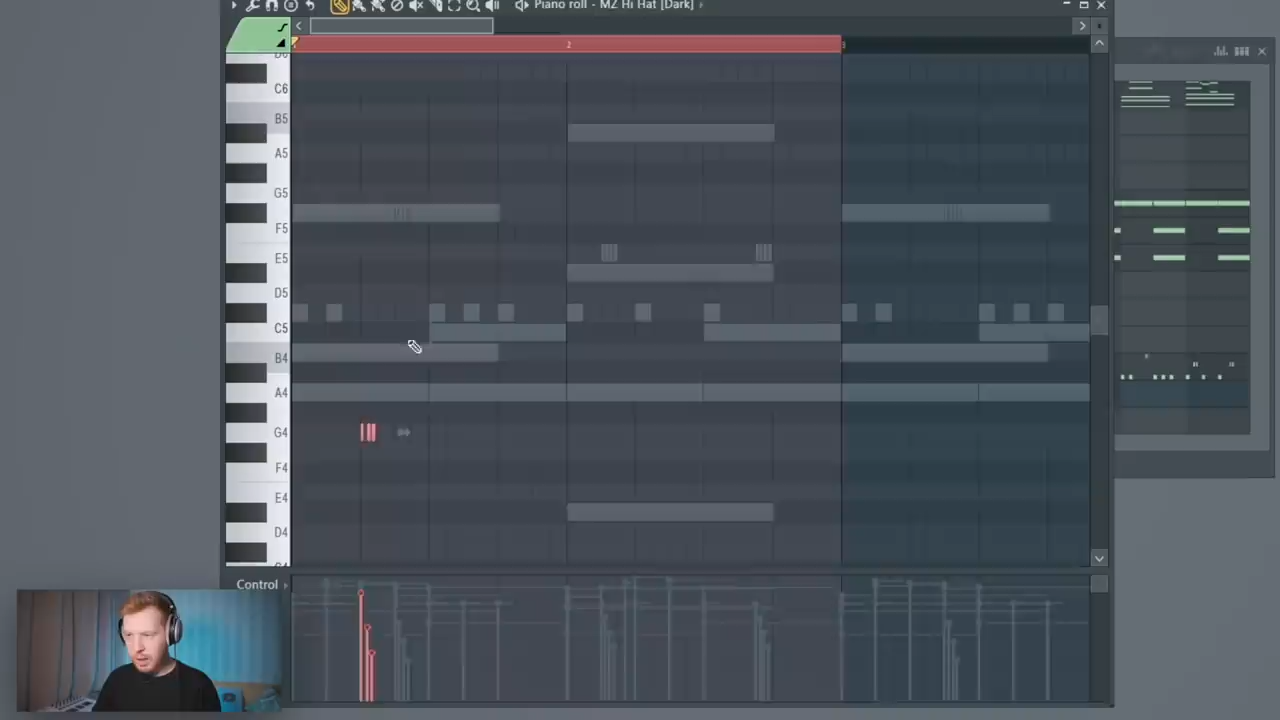 Piano roll - MZ Hi Hat [Dark]
2
3
C6
B5
A5
G5
F5
E5
D5
C5
B4
A4
G4
F4
E4
D4
Control